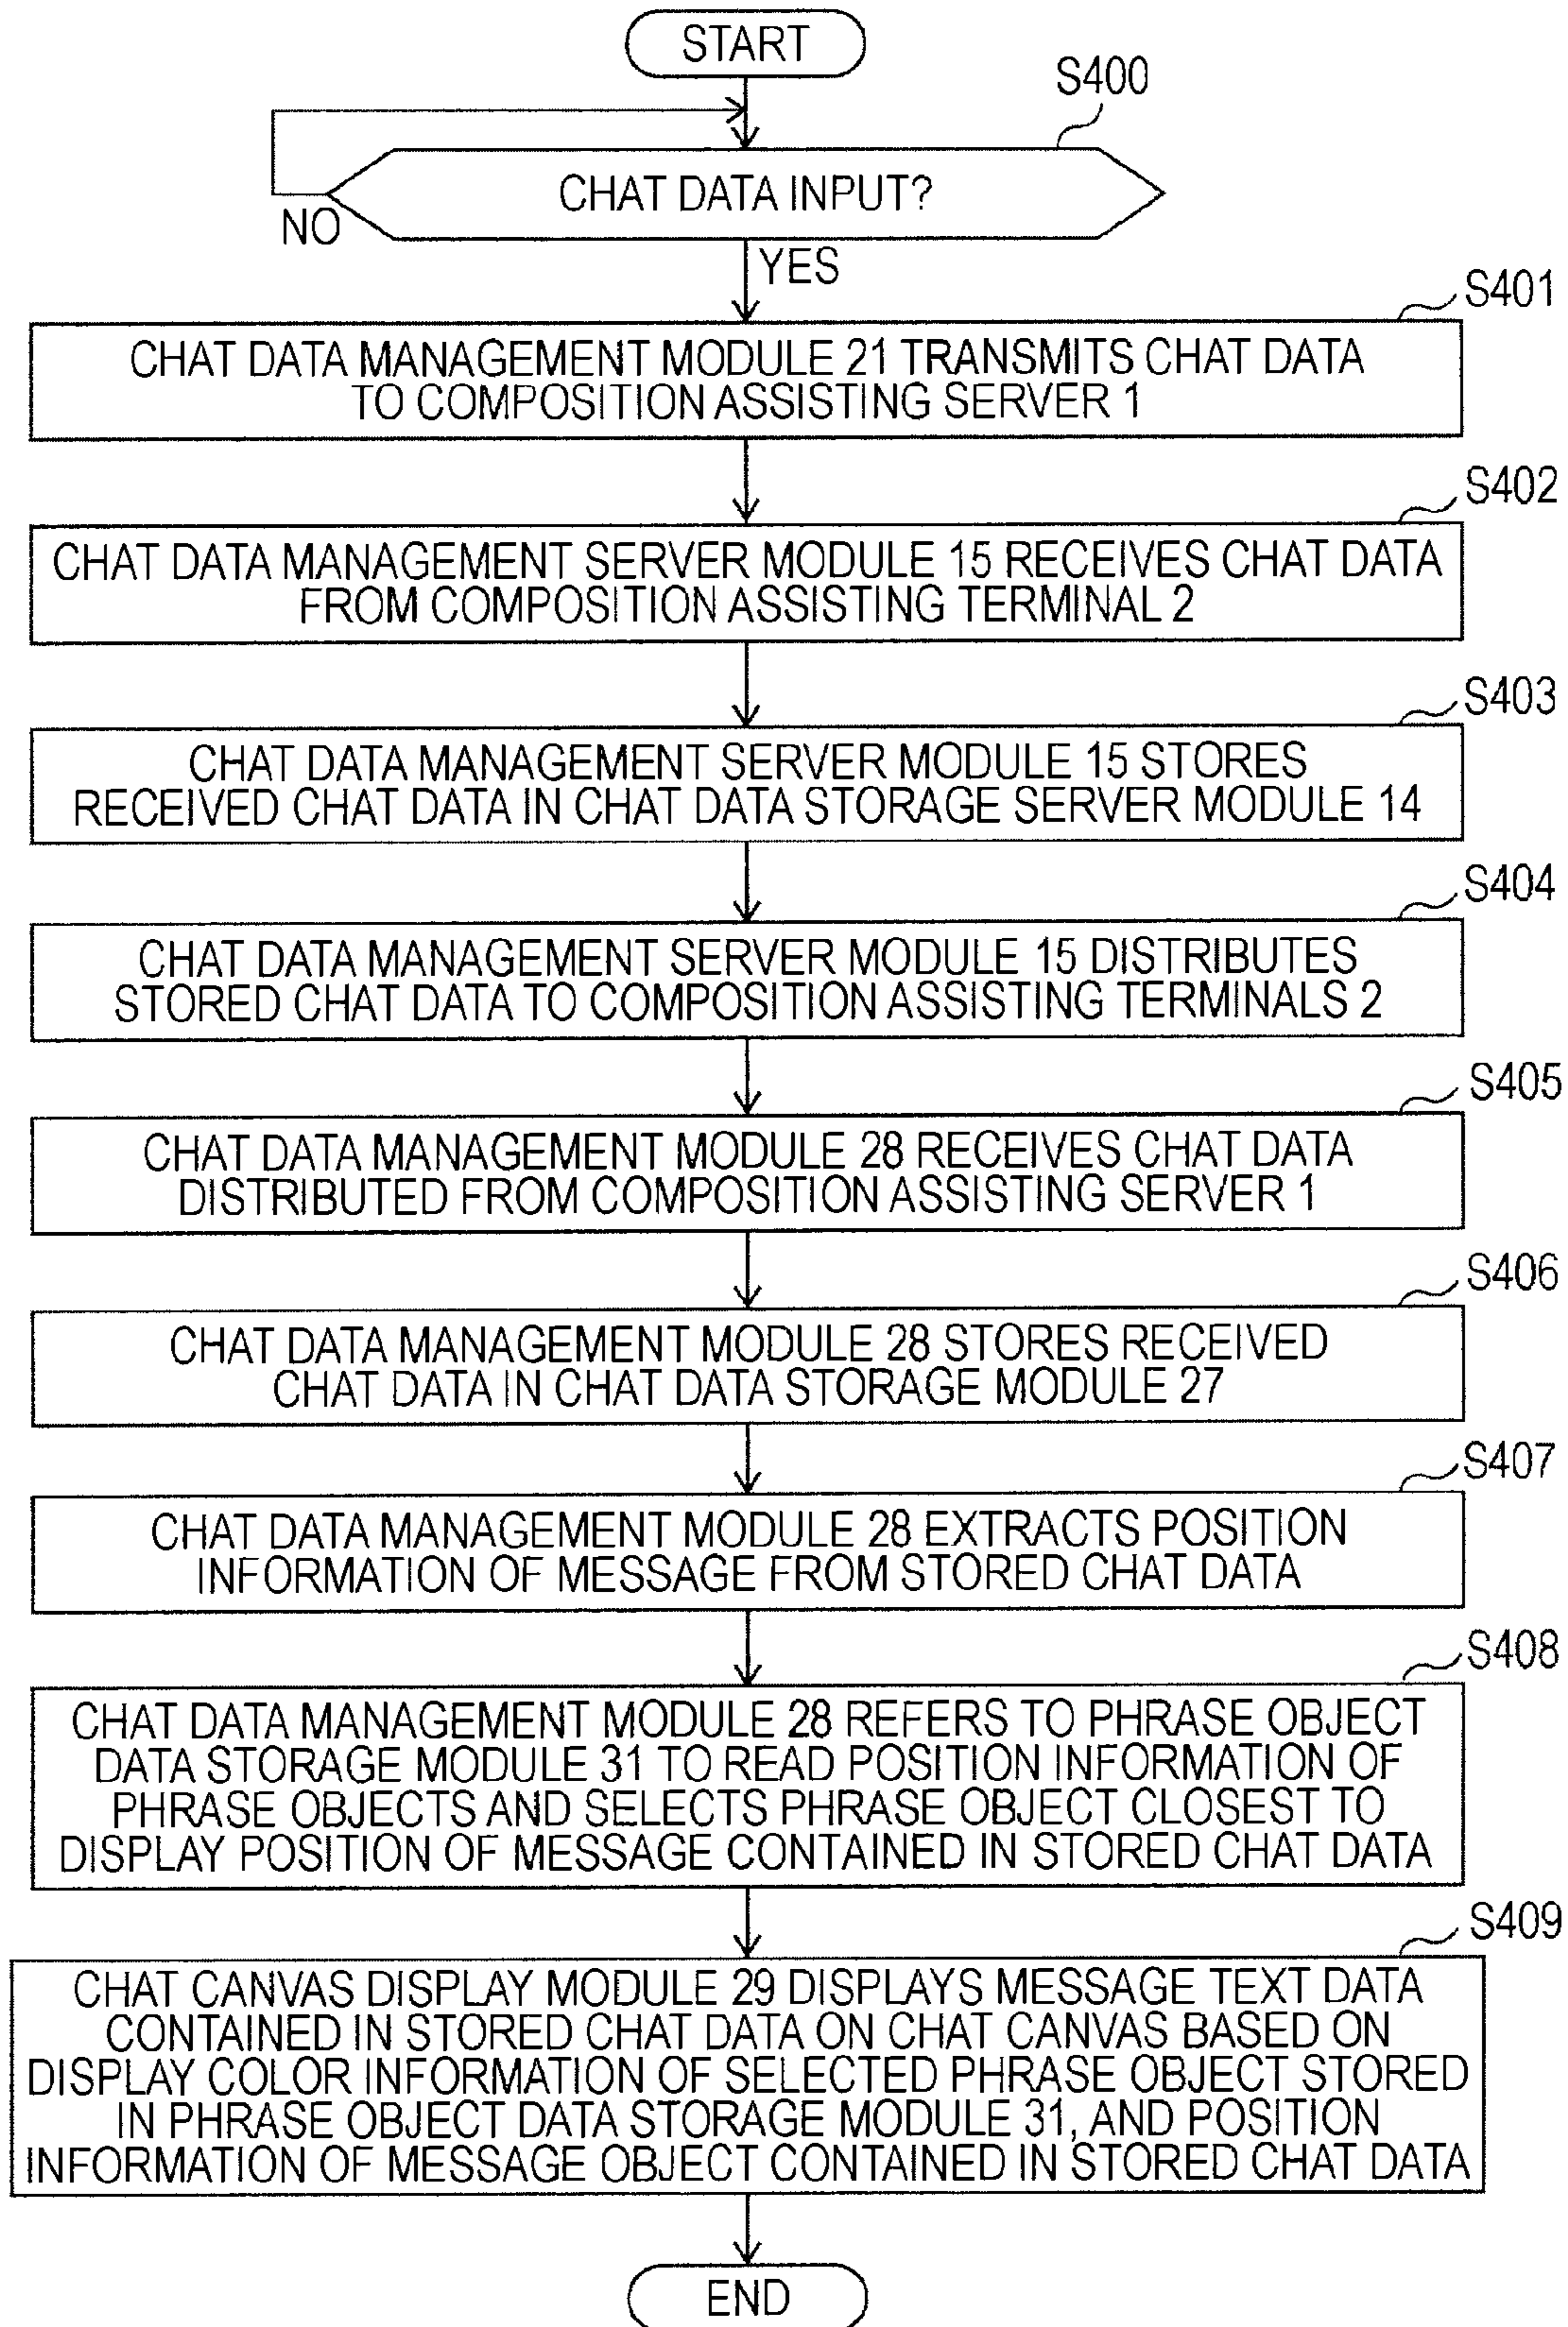 START
S400
CHAT DATA INPUT?
NO
YES
S401
CHAT DATA MANAGEMENT MODULE 21 TRANSMITS CHAT DATA
TO COMPOSITION ASSISTING SERVER 1
S402
CHAT DATA MANAGEMENT SERVER MODULE 15 RECEIVES CHAT DATA
FROM COMPOSITION ASSISTING TERMINAL 2
S403
CHAT DATA MANAGEMENT SERVER MODULE 15 STORES
RECEIVED CHAT DATA IN CHAT DATA STORAGE SERVER MODULE 14
S404
CHAT DATA MANAGEMENT SERVER MODULE 15 DISTRIBUTES
STORED CHAT DATA TO COMPOSITION ASSISTING TERMINALS 2
S405
CHAT DATA MANAGEMENT MODULE 28 RECEIVES CHAT DATA
DISTRIBUTED FROM COMPOSITION ASSISTING SERVER 1
S406
CHAT DATA MANAGEMENT MODULE 28 STORES RECEIVED
CHAT DATA IN CHAT DATA STORAGE MODULE 27
S407
CHAT DATA MANAGEMENT MODULE 28 EXTRACTS POSITION
INFORMATION OF MESSAGE FROM STORED CHAT DATA
S408
CHAT DATA MANAGEMENT MODULE 28 REFERS TO PHRASE OBJECT
DATA STORAGE MODULE 31 TO READ POSITION INFORMATION OF
PHRASE OBJECTS AND SELECTS PHRASE OBJECT CLOSEST TO
DISPLAY POSITION OF MESSAGE CONTAINED IN STORED CHAT DATA
S409
CHAT CANVAS DISPLAY MODULE 29 DISPLAYS MESSAGE TEXT DATA
CONTAINED IN STORED CHAT DATA ON CHAT CANVAS BASED ON
DISPLAY COLOR INFORMATION OF SELECTED PHRASE OBJECT STORED
IN PHRASE OBJECT DATA STORAGE MODULE 31, AND POSITION
INFORMATION OF MESSAGE OBJECT CONTAINED IN STORED CHAT DATA
END